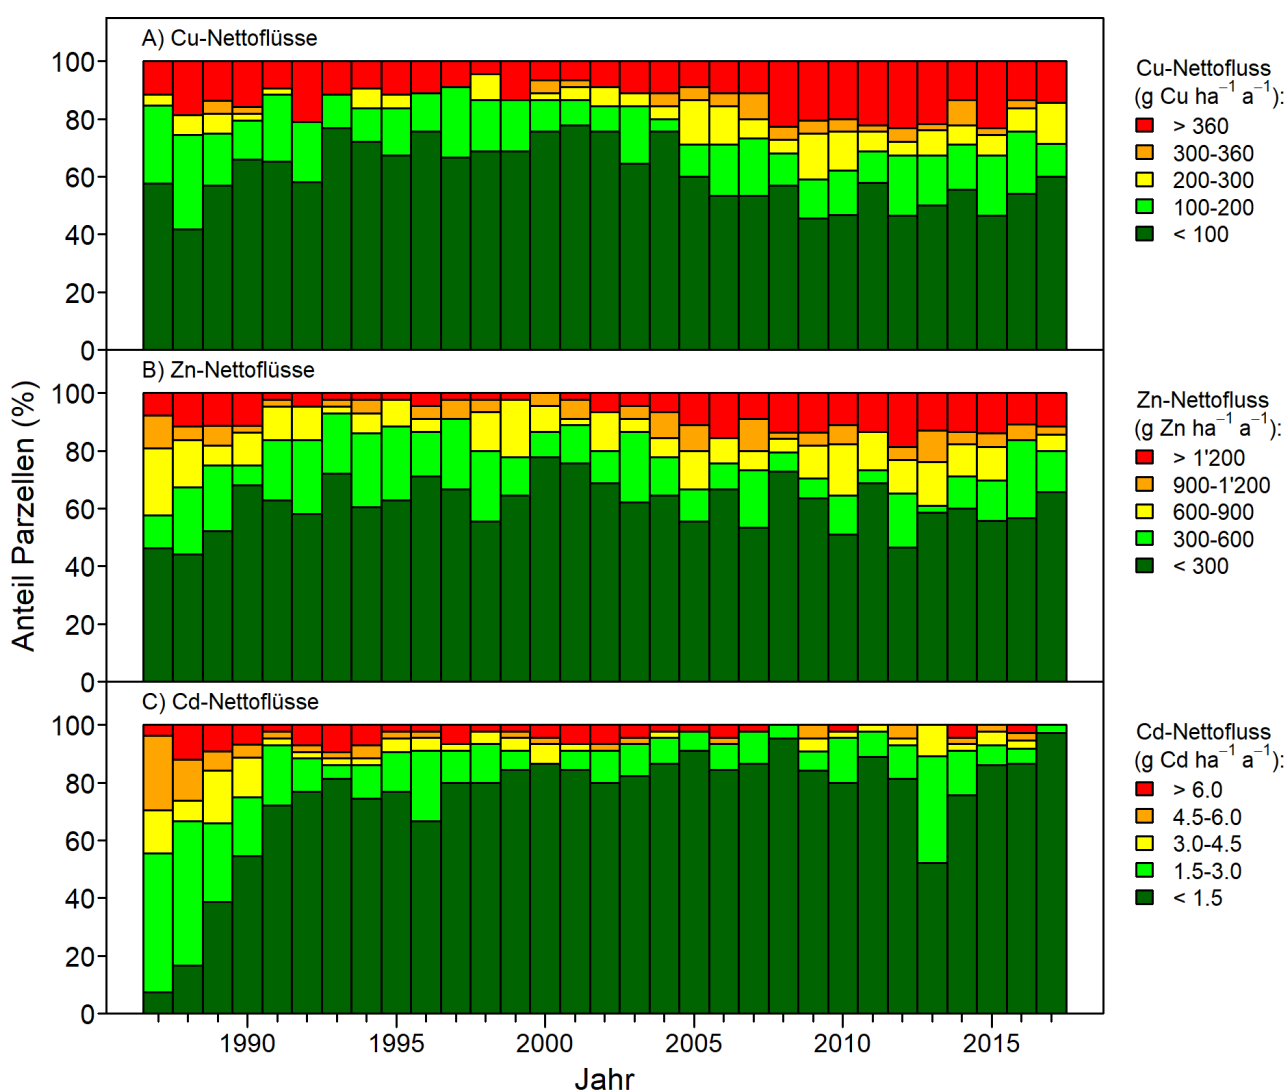 A) Cu-Nettoflüsse
100
80
60
40
20
0
Cu-Nettofluss
(g Cu ha⁻¹ a⁻¹):
> 360
300-360
200-300
100-200
< 100
B) Zn-Nettoflüsse
100
80
60
40
20
0
Zn-Nettofluss
(g Zn ha⁻¹ a⁻¹):
> 1'200
900-1'200
600-900
300-600
< 300
Anteil Parzellen (%)
C) Cd-Nettoflüsse
100
80
60
40
20
0
Cd-Nettofluss
(g Cd ha⁻¹ a⁻¹):
> 6.0
4.5-6.0
3.0-4.5
1.5-3.0
< 1.5
1990 1995 2000 2005 2010 2015
Jahr